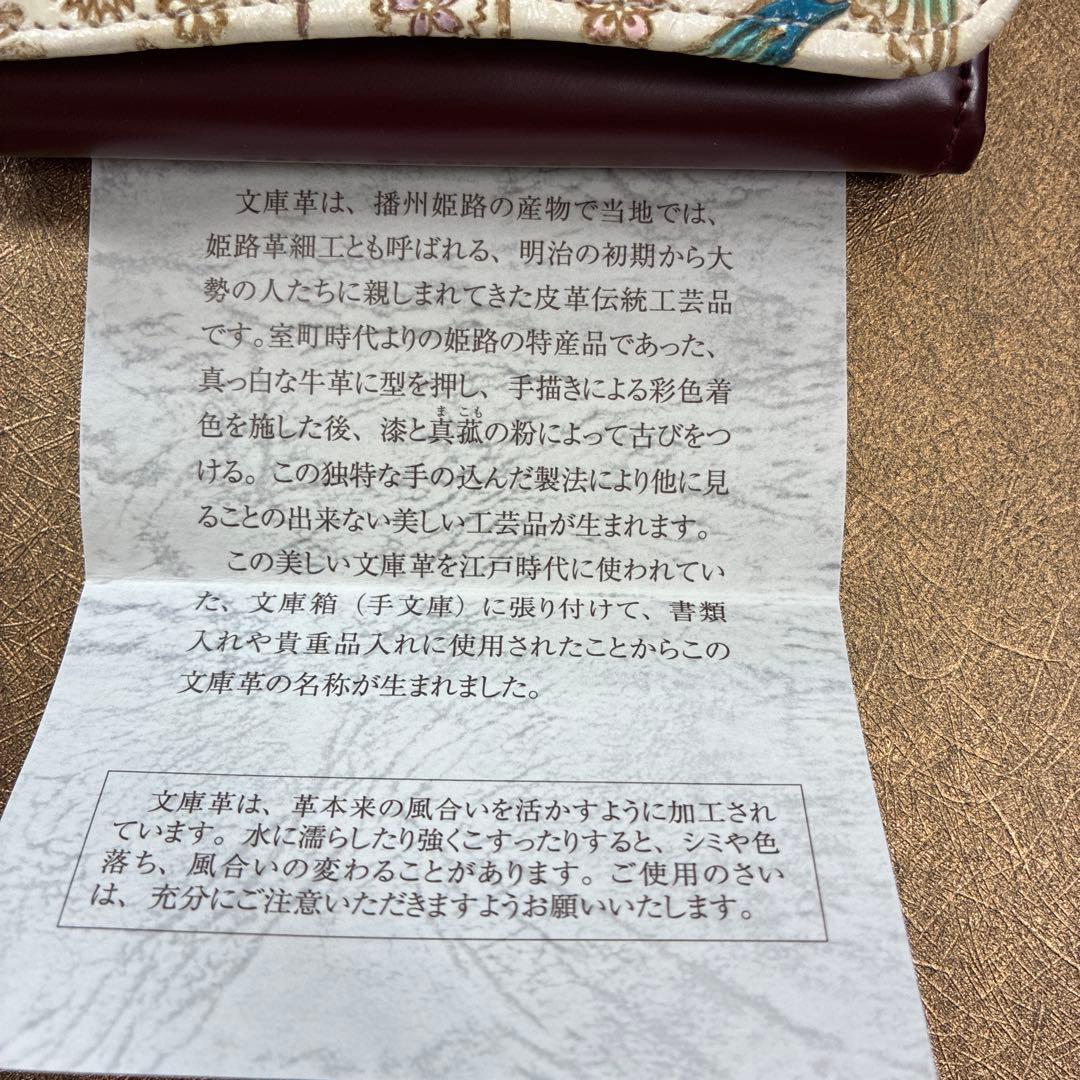 文庫革は、播州姫路の産物で当地では、
姫路革細工とも呼ばれる、明治の初期から大
勢の人たちに親しまれてきた皮革伝統工芸品
です。室町時代よりの姫路の特産品であった、
真っ白な牛革に型を押し、手描きによる彩色着
まこも
色を施した後、漆と真菰の粉によって古びをつ
ける。この独特な手の込んだ製法により他に見
ることの出来ない美しい工芸品が生まれます。
この美しい文庫革を江戸時代に使われてい
た、文庫箱（手文庫）に張り付けて、書類
入れや貴重品入れに使用されたことからこの
文庫革の名称が生まれました。
文庫革は、革本来の風合いを活かすように加工され
ています。水に濡らしたり強くこすったりすると、シミや色
落ち、風合いの変わることがあります。ご使用のさい
は、充分にご注意いただきますようお願いいたします。